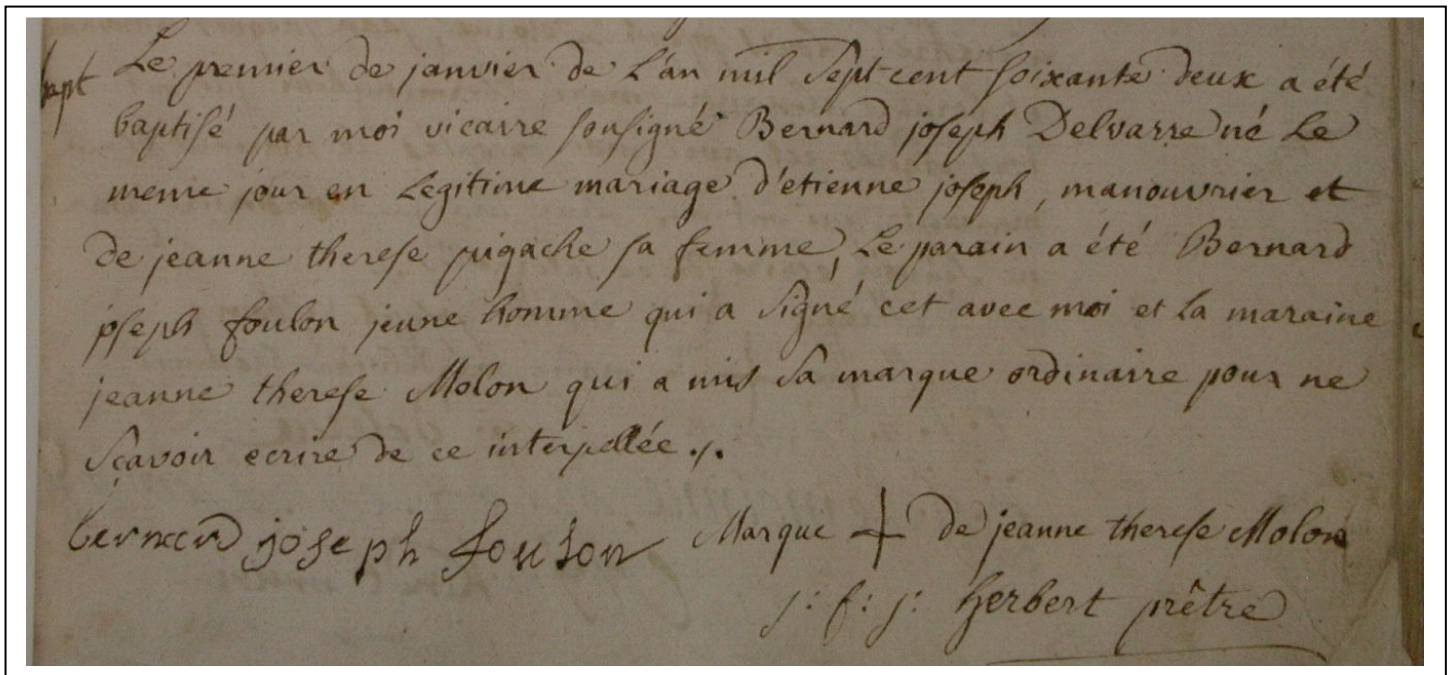 bapt
Le premier de janvier de L'an mil Sept cent soixante deux a été
baptisé par moi vicaire sousigné Bernard joseph Delvarre né Le
meme jour en Legitime mariage d'etienne joseph, manouvrier et
de jeanne therese pigache sa femme, Le parain a été Bernard
joseph foulon jeune homme qui a Signé cet avec moi et La maraine
jeanne therese Molon qui a mis Sa marque ordinaire pour ne
Scavoir ecrire de ce interpellée ./.
bernard joseph foulon Marque + de jeanne therese Molon
j: f: j: herbert prêtre